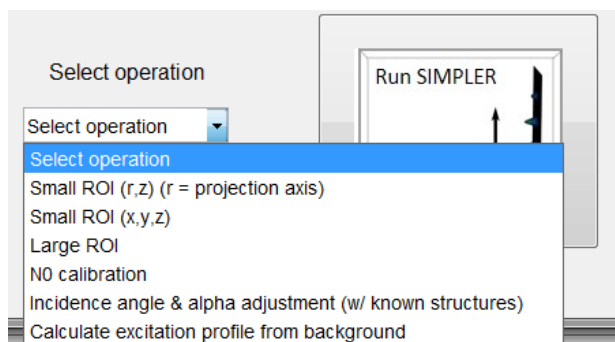 Select operation
Run SIMPLER
Select operation
Select operation
Small ROI (r,z) (r = projection axis)
Small ROI (x,y,z)
Large ROI
N0 calibration
Incidence angle & alpha adjustment (w/ known structures)
Calculate excitation profile from background